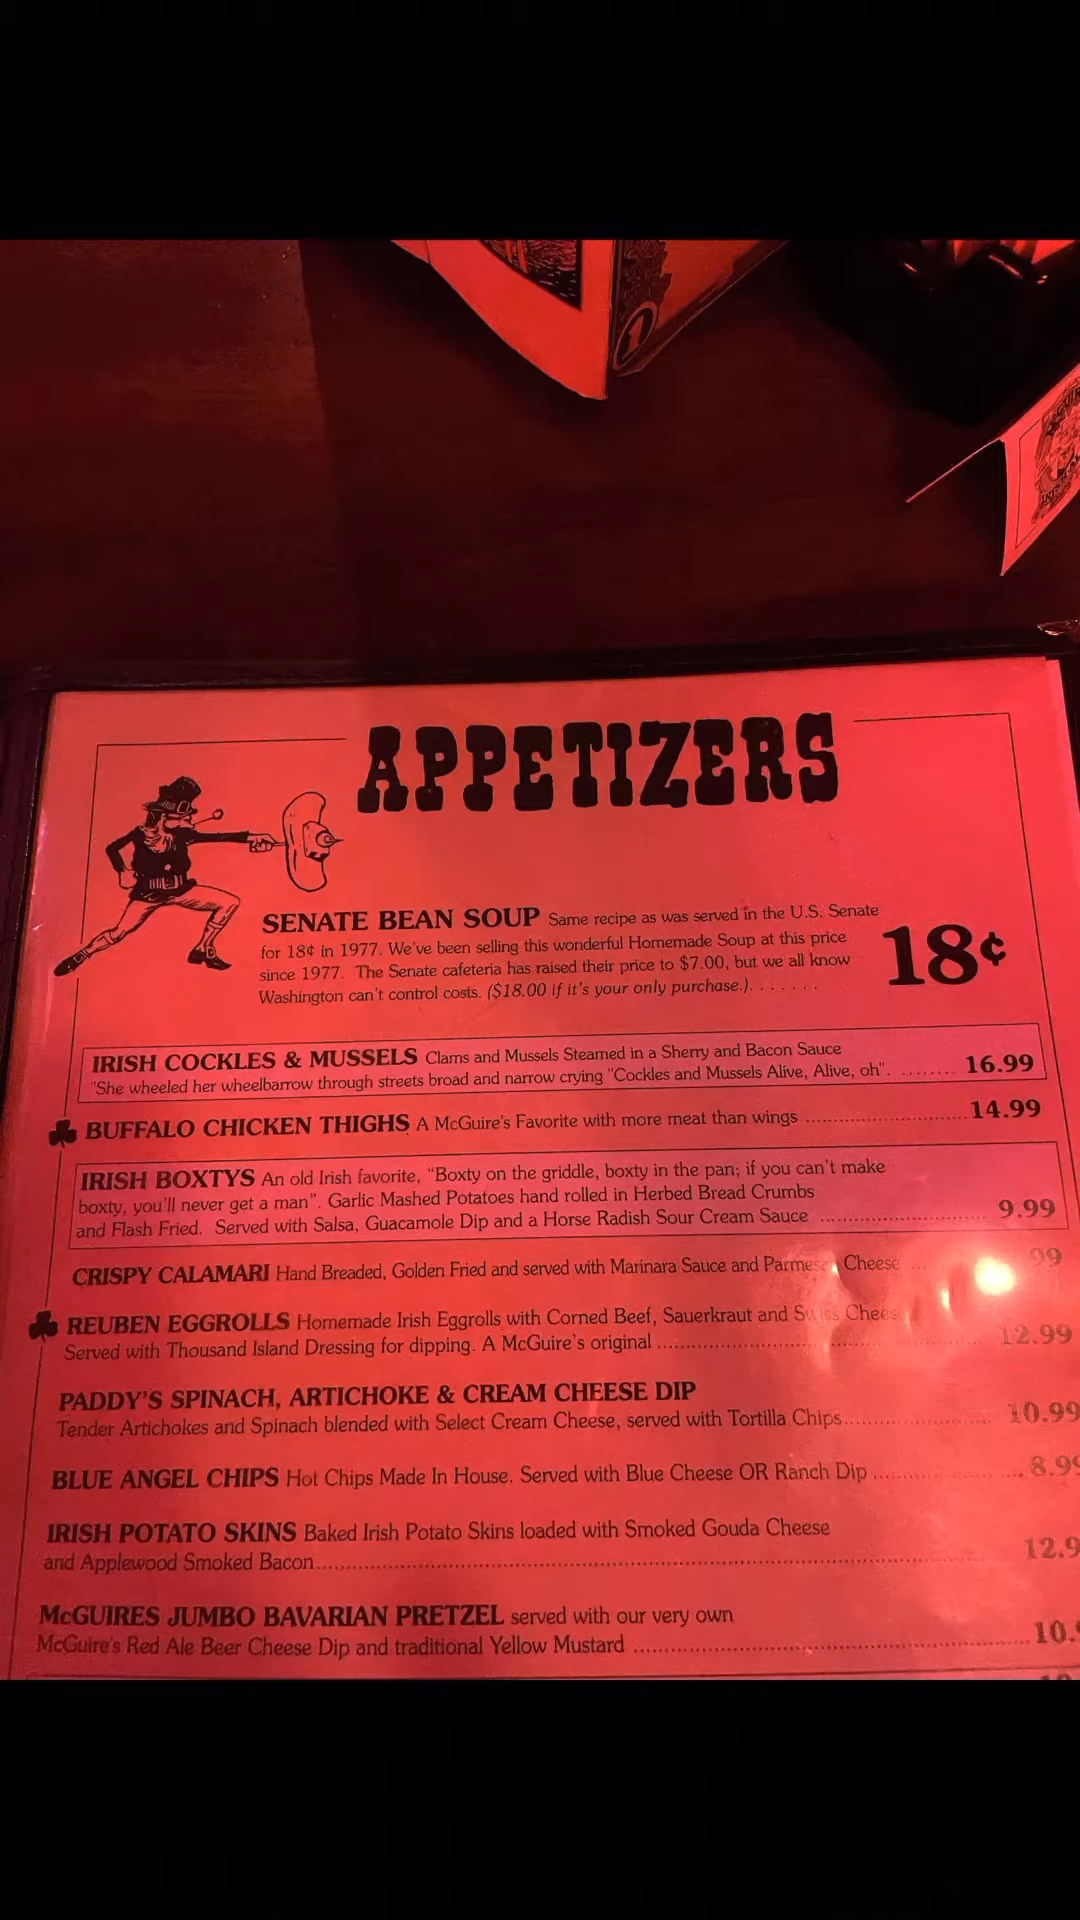 1
APPETIZERS
SENATE BEAN SOUP Same recipe as was served in the U.S. Senate
for 18¢ in 1977. We've been selling this wonderful Homemade Soup at this price
since 1977. The Senate cafeteria has raised their price to $7.00, but we all know
Washington can't control costs. ($18.00 if it's your only purchase.). . . . . . .
18¢
IRISH COCKLES & MUSSELS Clams and Mussels Steamed in a Sherry and Bacon Sauce
"She wheeled her wheelbarrow through streets broad and narrow crying "Cockles and Mussels Alive, Alive, oh". ........ 16.99
BUFFALO CHICKEN THIGHS A McGuire's Favorite with more meat than wings ........................ 14.99
IRISH BOXTYS An old Irish favorite, "Boxty on the griddle, boxty in the pan; if you can't make
boxty, you'll never get a man". Garlic Mashed Potatoes hand rolled in Herbed Bread Crumbs
and Flash Fried. Served with Salsa, Guacamole Dip and a Horse Radish Sour Cream Sauce ........................ 9.99
CRISPY CALAMARI Hand Breaded, Golden Fried and served with Marinara Sauce and Parmesan Cheese ... 99
REUBEN EGGROLLS Homemade Irish Eggrolls with Corned Beef, Sauerkraut and Swiss Cheese
Served with Thousand Island Dressing for dipping. A McGuire's original ........................ 12.99
PADDY'S SPINACH, ARTICHOKE & CREAM CHEESE DIP
Tender Artichokes and Spinach blended with Select Cream Cheese, served with Tortilla Chips ........................ 10.99
BLUE ANGEL CHIPS Hot Chips Made In House. Served with Blue Cheese OR Ranch Dip ........................ 8.99
IRISH POTATO SKINS Baked Irish Potato Skins loaded with Smoked Gouda Cheese
and Applewood Smoked Bacon ........................ 12.9
McGUIRES JUMBO BAVARIAN PRETZEL served with our very own
McGuire's Red Ale Beer Cheese Dip and traditional Yellow Mustard ........................ 10.